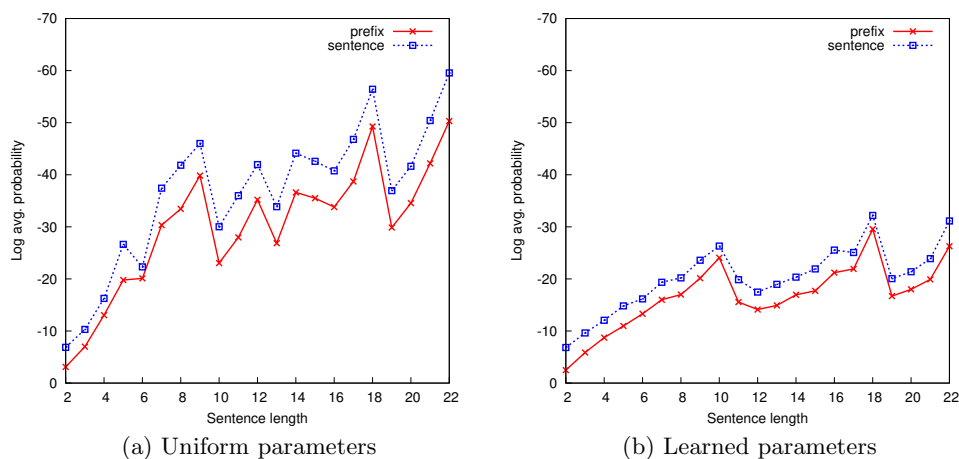 -70
-60
-50
-40
-30
-20
-10
0
2 4 6 8 10 12 14 16 18 20 22
Log avg. probability
Sentence length
prefix
sentence
(a) Uniform parameters
-70
-60
-50
-40
-30
-20
-10
0
2 4 6 8 10 12 14 16 18 20 22
Log avg. probability
Sentence length
prefix
sentence
(b) Learned parameters